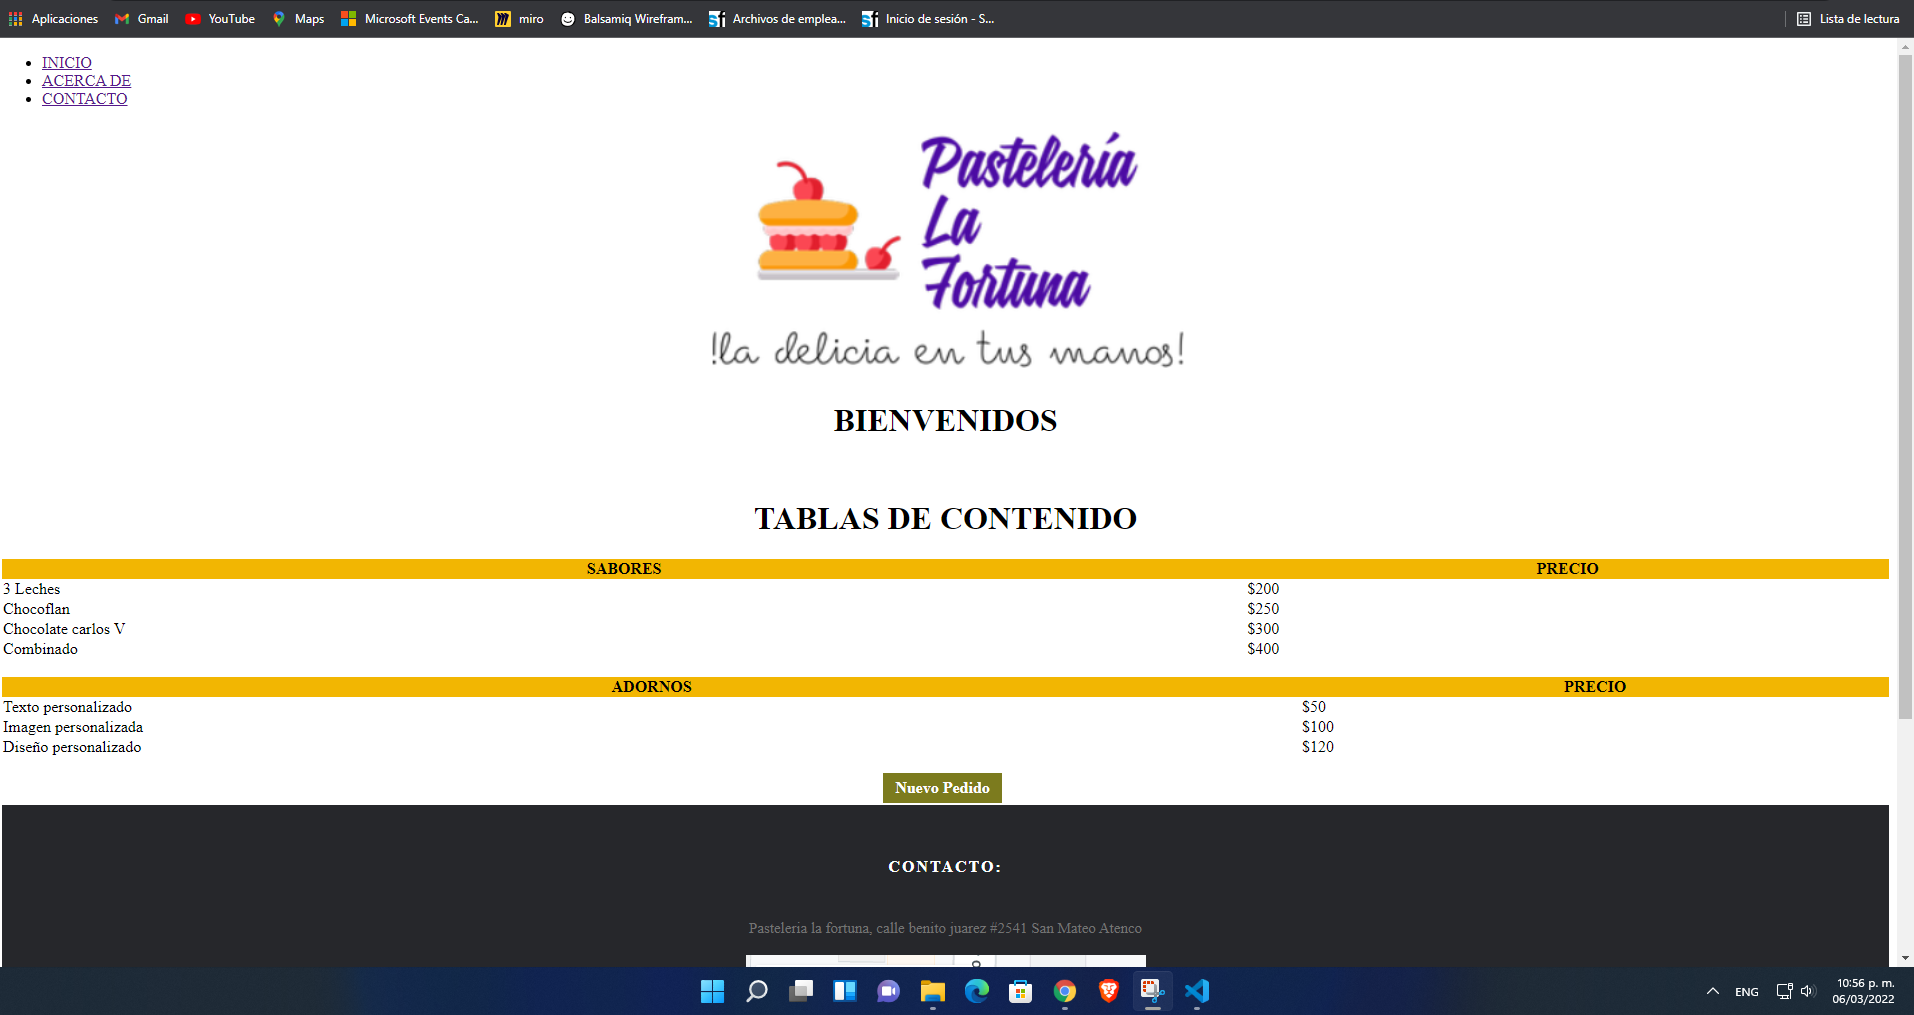 Aplicaciones Gmail YouTube Maps Microsoft Events Ca... miro Balsamiq Wirefram... Archivos de emplea... Inicio de sesión - S... Lista de lectura
INICIO
ACERCA DE
CONTACTO
Pastelería
La
Fortuna
!la delicia en tus manos!
BIENVENIDOS
TABLAS DE CONTENIDO
SABORES PRECIO
3 Leches $200
Chocoflan $250
Chocolate carlos V $300
Combinado $400
ADORNOS PRECIO
Texto personalizado $50
Imagen personalizada $100
Diseño personalizado $120
Nuevo Pedido
CONTACTO:
Pasteleria la fortuna, calle benito juarez #2541 San Mateo Atenco
ENG 10:56 p. m.
06/03/2022